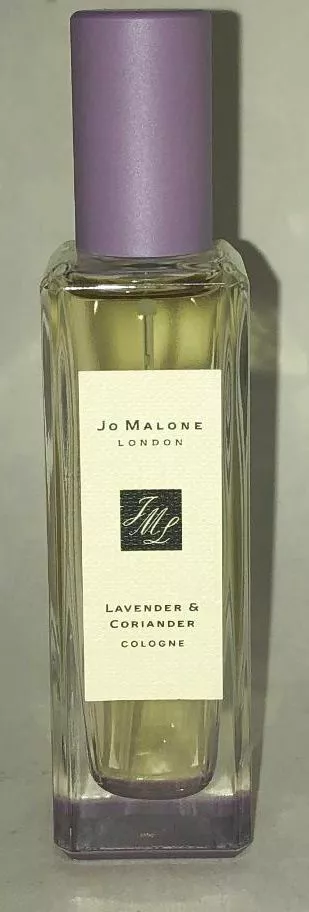 Jo Malone
London
JML
Lavender &
Coriander
Cologne